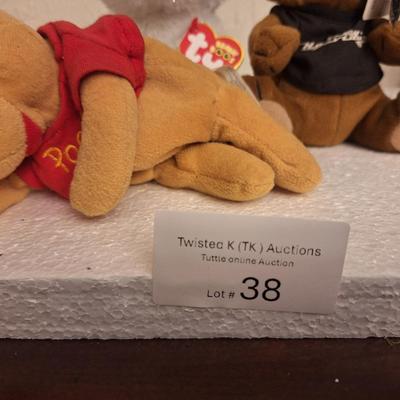 ty
Twisted K (TK ) Auctions
Tuttle online Auction
Lot # 38